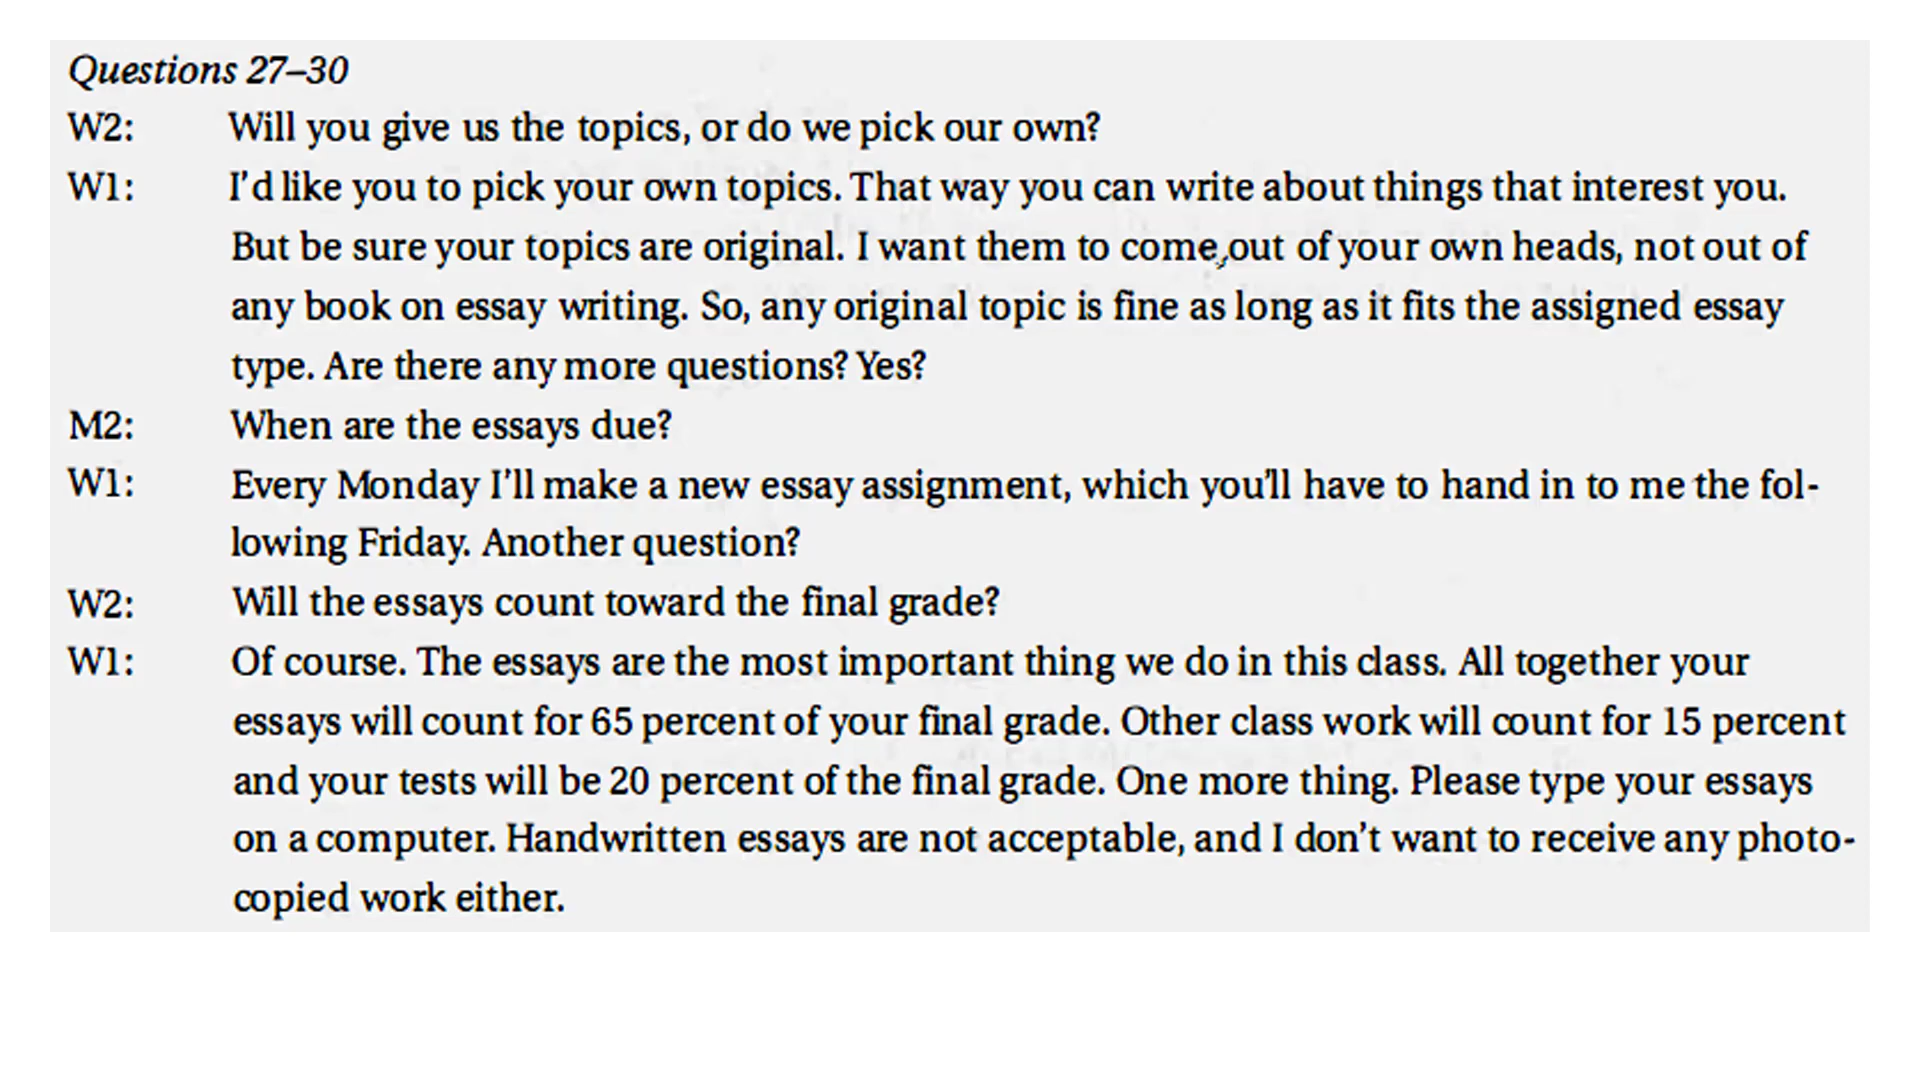 Questions 27–30
W2: Will you give us the topics, or do we pick our own?
W1: I'd like you to pick your own topics. That way you can write about things that interest you.
But be sure your topics are original. I want them to come out of your own heads, not out of
any book on essay writing. So, any original topic is fine as long as it fits the assigned essay
type. Are there any more questions? Yes?
M2: When are the essays due?
W1: Every Monday I'll make a new essay assignment, which you'll have to hand in to me the fol-
lowing Friday. Another question?
W2: Will the essays count toward the final grade?
W1: Of course. The essays are the most important thing we do in this class. All together your
essays will count for 65 percent of your final grade. Other class work will count for 15 percent
and your tests will be 20 percent of the final grade. One more thing. Please type your essays
on a computer. Handwritten essays are not acceptable, and I don't want to receive any photo-
copied work either.